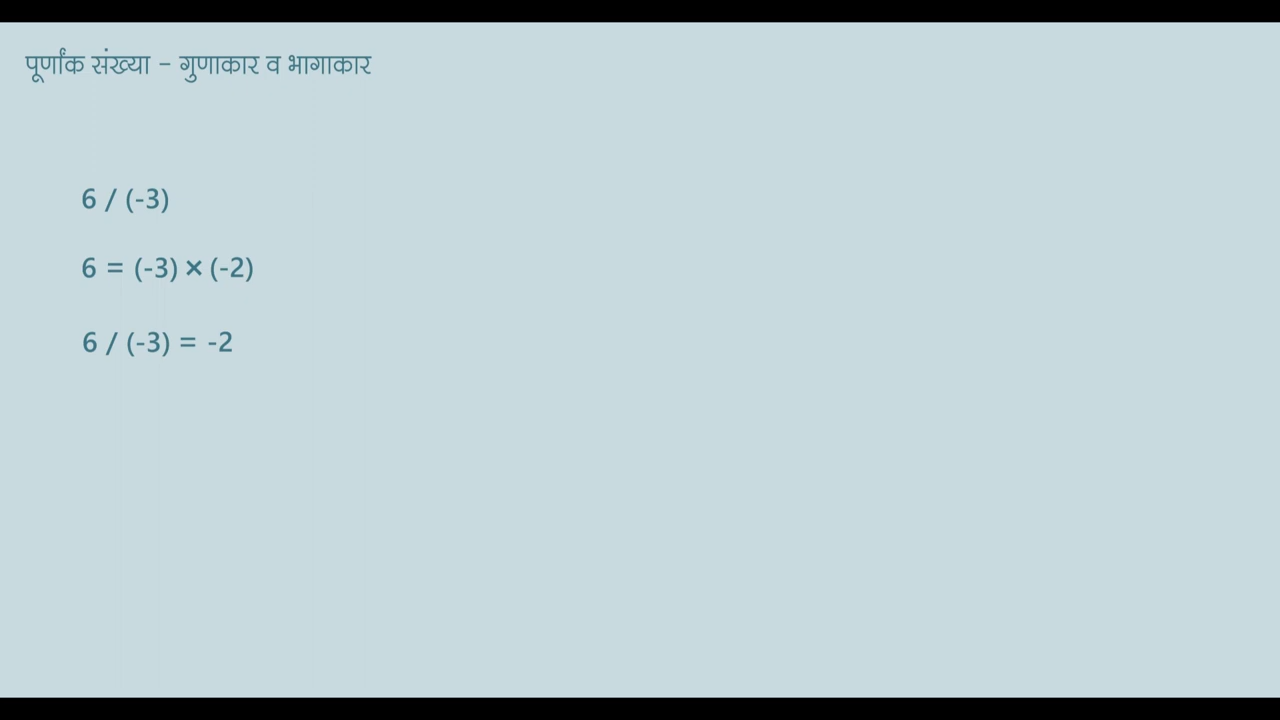 पूर्णांक संख्या - गुणाकार व भागाकार
6 / (-3)
6 = (-3) × (-2)
6 / (-3) = -2